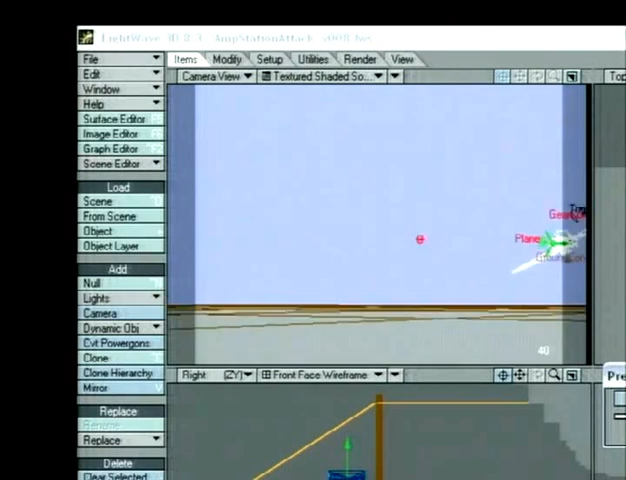 LightWave 3D 8.3 AmpStationAttack v008.lws
Items Modify Setup Utilities Render View
File
Edit
Window
Help
Surface Editor
Image Editor
Graph Editor
Scene Editor
Camera View Textured Shaded So... Top
Load
Scene
From Scene
Object
Object Layer
Add
Null
Lights
Camera
Dynamic Obj
Cvt Powergons
Clone
Clone Hierarchy
Mirror V
Plane
40
Right (ZY) Front Face Wireframe
Pre
Replace
Rename
Replace
Delete
Clear Selected